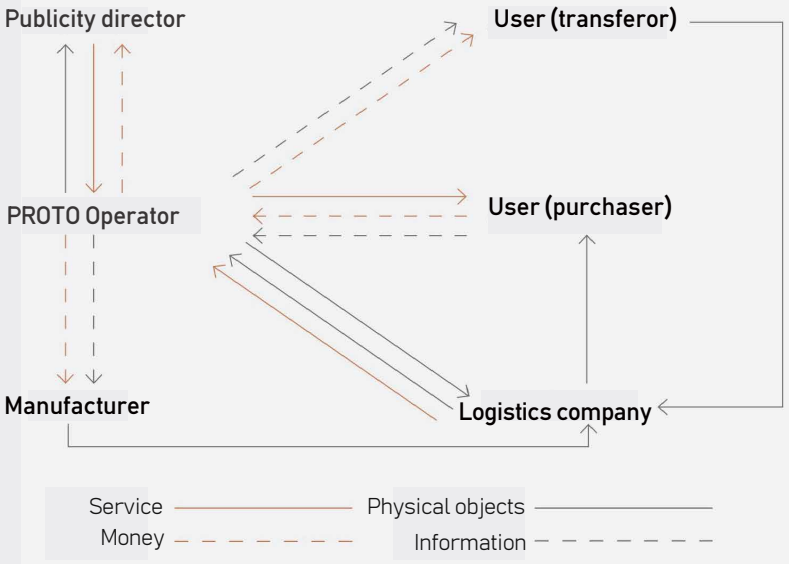 Publicity director
User (transferor)
PROTO Operator
User (purchaser)
Manufacturer
Logistics company
Service
Physical objects
Money
Information